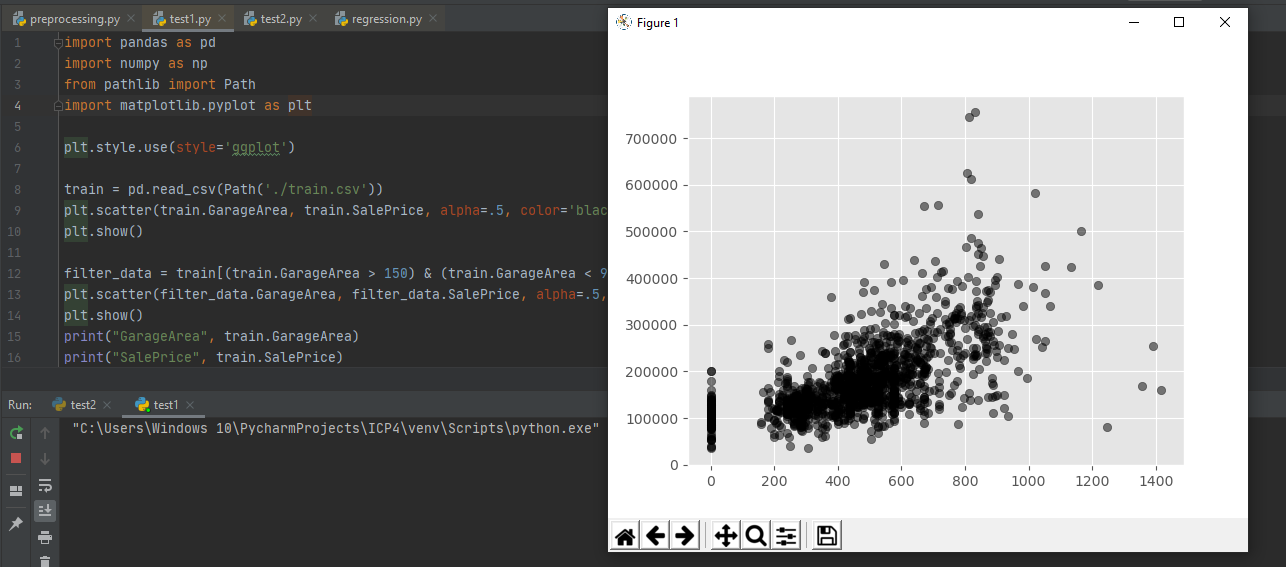 preprocessing.py
test1.py
test2.py
regression.py
1 import pandas as pd
2 import numpy as np
3 from pathlib import Path
4 import matplotlib.pyplot as plt
5
6 plt.style.use(style='ggplot')
7
8 train = pd.read_csv(Path('./train.csv'))
9 plt.scatter(train.GarageArea, train.SalePrice, alpha=.5, color='blac
10 plt.show()
11
12 filter_data = train[(train.GarageArea > 150) & (train.GarageArea < 9
13 plt.scatter(filter_data.GarageArea, filter_data.SalePrice, alpha=.5,
14 plt.show()
15 print("GarageArea", train.GarageArea)
16 print("SalePrice", train.SalePrice)
Run: test2 test1
"C:\Users\Windows 10\PycharmProjects\ICP4\venv\Scripts\python.exe"
Figure 1
700000
600000
500000
400000
300000
200000
100000
0
0 200 400 600 800 1000 1200 1400